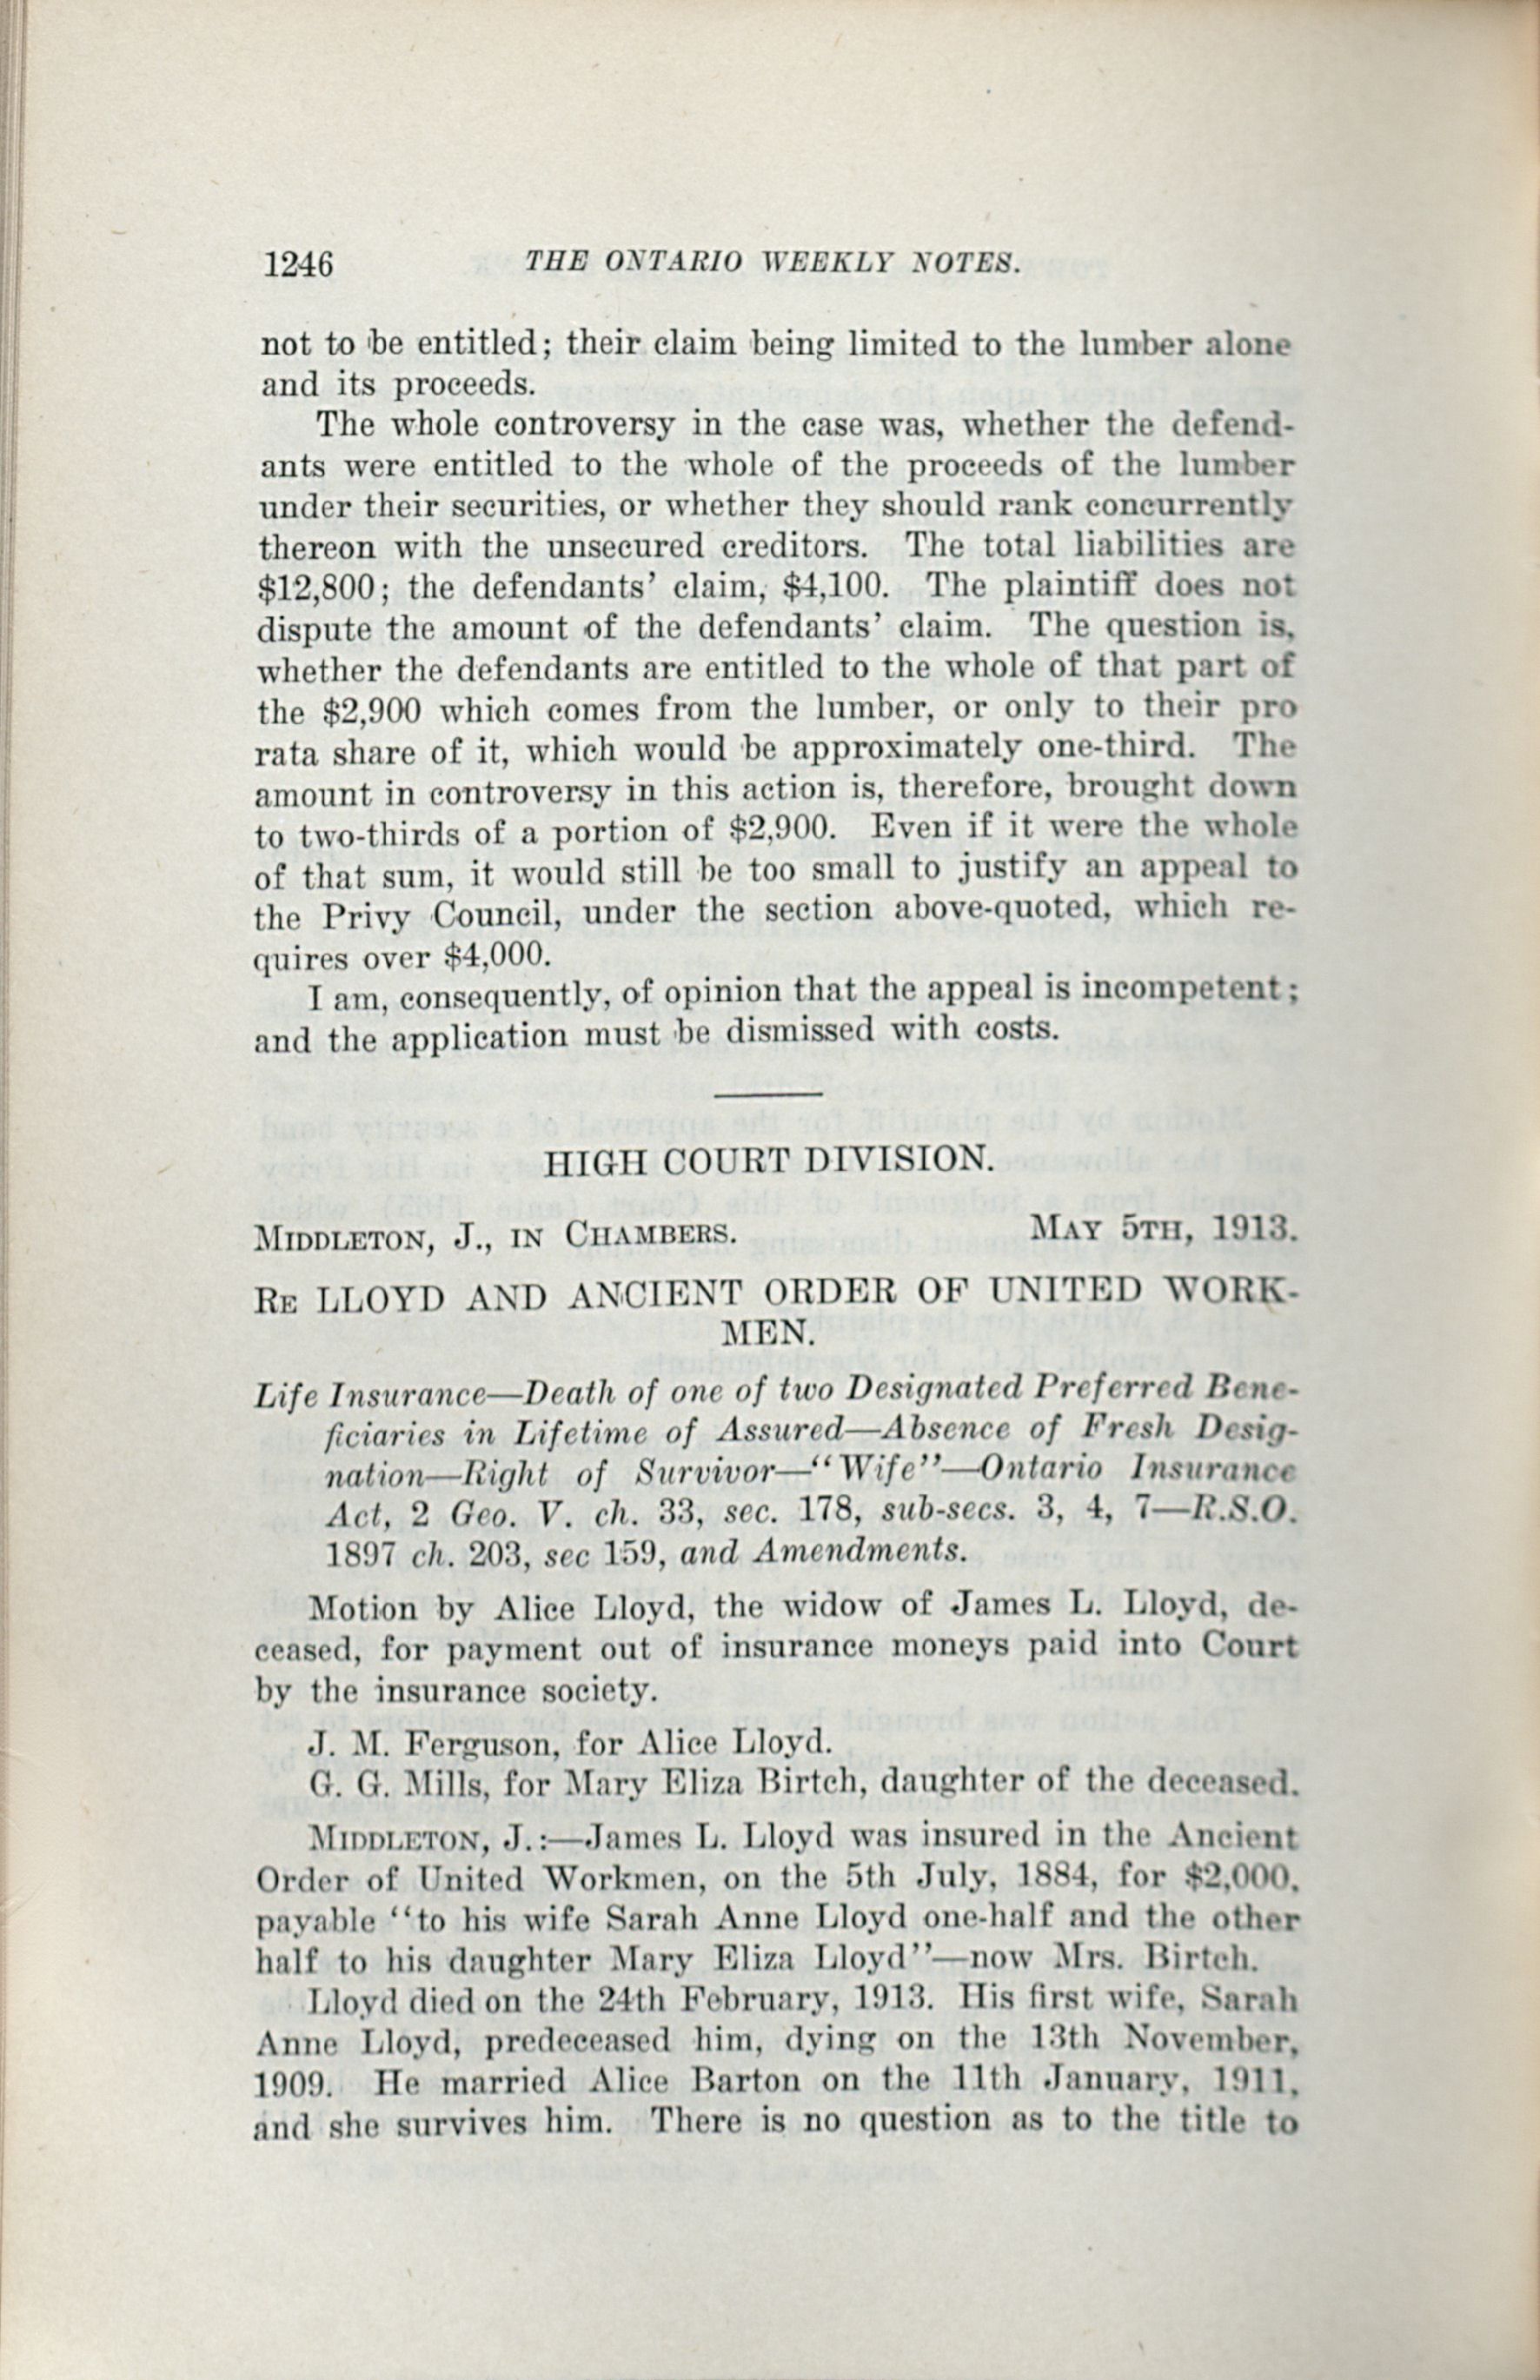 1246 THE ONTARIO WEEKLY NOTES.
not to be entitled; their claim being limited to the lumber alone
and its proceeds.
The whole controversy in the case was, whether the defend-
ants were entitled to the whole of the proceeds of the lumber
under their securities, or whether they should rank concurrently
thereon with the unsecured creditors. The total liabilities are
$12,800; the defendants' claim, $4,100. The plaintiff does not
dispute the amount of the defendants' claim. The question is,
whether the defendants are entitled to the whole of that part of
the $2,900 which comes from the lumber, or only to their pro
rata share of it, which would be approximately one-third. The
amount in controversy in this action is, therefore, brought down
to two-thirds of a portion of $2,900. Even if it were the whole
of that sum, it would still be too small to justify an appeal to
the Privy Council, under the section above-quoted, which re-
quires over $4,000.
I am, consequently, of opinion that the appeal is incompetent;
and the application must be dismissed with costs.
HIGH COURT DIVISION.
MIDDLETON, J., IN CHAMBERS. MAY 5TH, 1913.
RE LLOYD AND ANCIENT ORDER OF UNITED WORK-
MEN.
Life Insurance—Death of one of two Designated Preferred Bene-
ficiaries in Lifetime of Assured—Absence of Fresh Desig-
nation—Right of Survivor—"Wife"—Ontario Insurance
Act, 2 Geo. V. ch. 33, sec. 178, sub-secs. 3, 4, 7—R.S.O.
1897 ch. 203, sec 159, and Amendments.
Motion by Alice Lloyd, the widow of James L. Lloyd, de-
ceased, for payment out of insurance moneys paid into Court
by the insurance society.
J. M. Ferguson, for Alice Lloyd.
G. G. Mills, for Mary Eliza Birtch, daughter of the deceased.
MIDDLETON, J.:—James L. Lloyd was insured in the Ancient
Order of United Workmen, on the 5th July, 1884, for $2,000,
payable "to his wife Sarah Anne Lloyd one-half and the other
half to his daughter Mary Eliza Lloyd"—now Mrs. Birtch.
Lloyd died on the 24th February, 1913. His first wife, Sarah
Anne Lloyd, predeceased him, dying on the 13th November,
1909. He married Alice Barton on the 11th January, 1911,
and she survives him. There is no question as to the title to